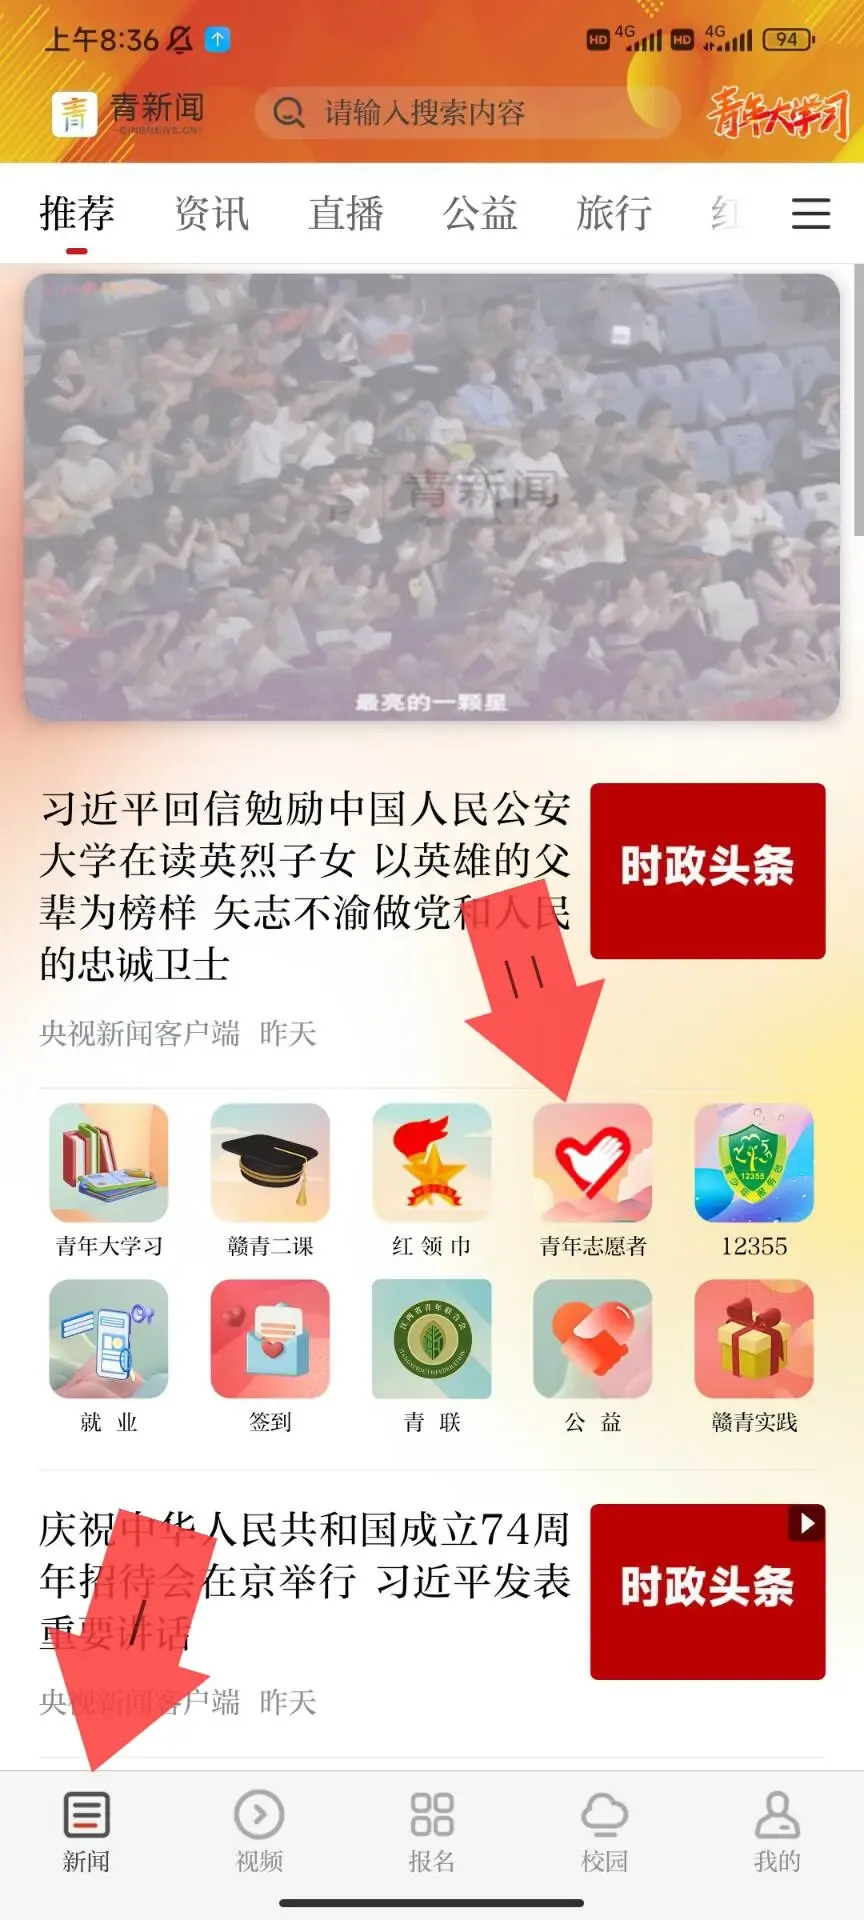 上午8:36
HD 4G HD 4G 94
青新闻
QINGNEWS.CN
请输入搜索内容
青年大学习
推荐 资讯 直播 公益 旅行 红
青新闻
最亮的一颗星
习近平回信勉励中国人民公安
大学在读英烈子女 以英雄的父
辈为榜样 矢志不渝做党和人民
的忠诚卫士
时政头条
央视新闻客户端 昨天
青年大学习 赣青二课 红领巾 青年志愿者 12355
就业 签到 青联 公益 赣青实践
庆祝中华人民共和国成立74周
年招待会在京举行 习近平发表
重要讲话
时政头条
央视新闻客户端 昨天
新闻 视频 报名 校园 我的